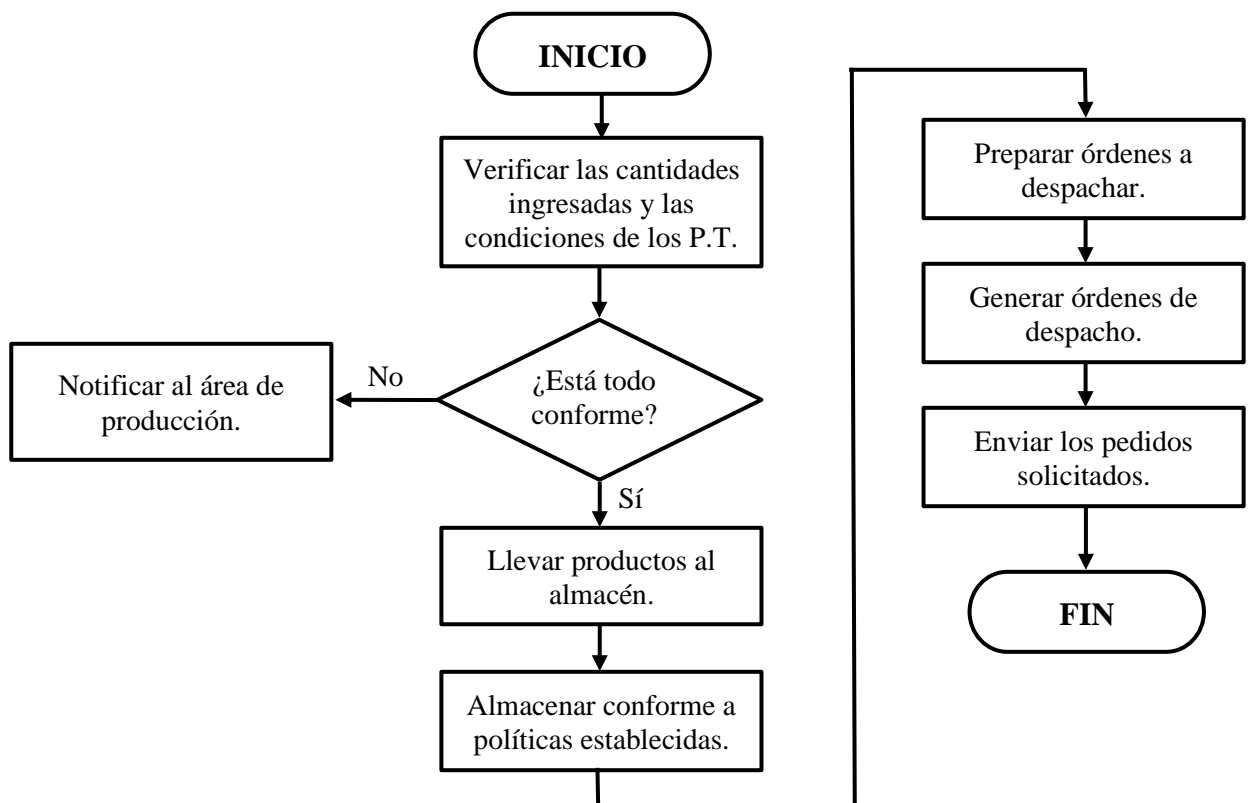 INICIO
Verificar las cantidades
ingresadas y las
condiciones de los P.T.
¿Está todo
conforme?
No
Notificar al área de
producción.
Sí
Llevar productos al
almacén.
Almacenar conforme a
políticas establecidas.
Preparar órdenes a
despachar.
Generar órdenes de
despacho.
Enviar los pedidos
solicitados.
FIN